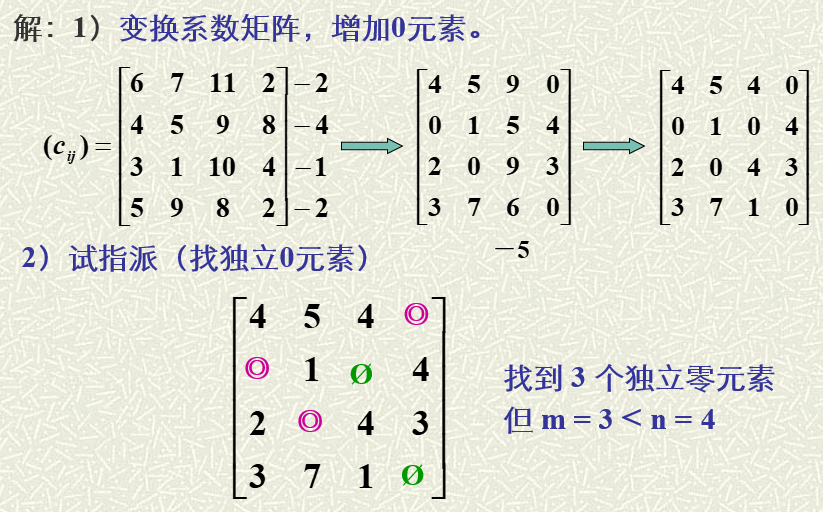 解：1）变换系数矩阵，增加0元素。
6 7 11 2 －2 4 5 9 0 4 5 4 0
4 5 9 8 －4 0 1 5 4 0 1 0 4
(cij)＝
3 1 10 4 －1 2 0 9 3 2 0 4 3
5 9 8 2 －2 3 7 6 0 3 7 1 0
－5
2）试指派（找独立0元素）
4 5 4 ◎
◎ 1 Ø 4
2 ◎ 4 3
3 7 1 Ø
找到 3 个独立零元素
但 m = 3 < n = 4